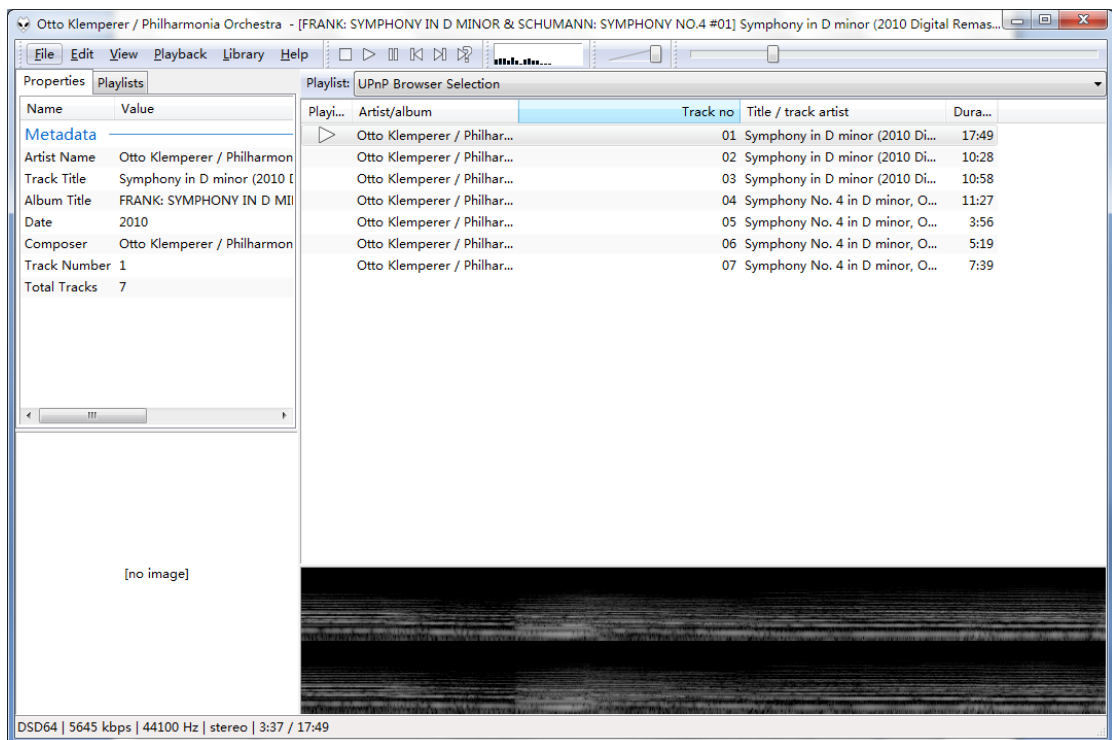 Otto Klemperer / Philharmonia Orchestra - [FRANK: SYMPHONY IN D MINOR & SCHUMANN: SYMPHONY NO.4 #01] Symphony in D minor (2010 Digital Remas...
File Edit View Playback Library Help
Properties Playlists
Playlist: UPnP Browser Selection
Name Value
Metadata
Artist Name Otto Klemperer / Philharmon
Track Title Symphony in D minor (2010
Album Title FRANK: SYMPHONY IN D MI
Date 2010
Composer Otto Klemperer / Philharmon
Track Number 1
Total Tracks 7
Playi... Artist/album Track no Title / track artist Dura...
Otto Klemperer / Philhar... 01 Symphony in D minor (2010 Di... 17:49
Otto Klemperer / Philhar... 02 Symphony in D minor (2010 Di... 10:28
Otto Klemperer / Philhar... 03 Symphony in D minor (2010 Di... 10:58
Otto Klemperer / Philhar... 04 Symphony No. 4 in D minor, O... 11:27
Otto Klemperer / Philhar... 05 Symphony No. 4 in D minor, O... 3:56
Otto Klemperer / Philhar... 06 Symphony No. 4 in D minor, O... 5:19
Otto Klemperer / Philhar... 07 Symphony No. 4 in D minor, O... 7:39
[no image]
DSD64 | 5645 kbps | 44100 Hz | stereo | 3:37 / 17:49